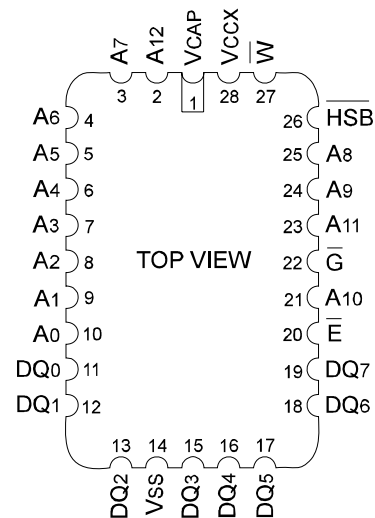 A7 A12 VCAP VCCX W̅
3 2 1 28 27
A6 4 26 H̅S̅B̅
A5 5 25 A8
A4 6 24 A9
A3 7 23 A11
A2 8 TOP VIEW 22 G̅
A1 9 21 A10
A0 10 20 E̅
DQ0 11 19 DQ7
DQ1 12 18 DQ6
13 14 15 16 17
DQ2 VSS DQ3 DQ4 DQ5